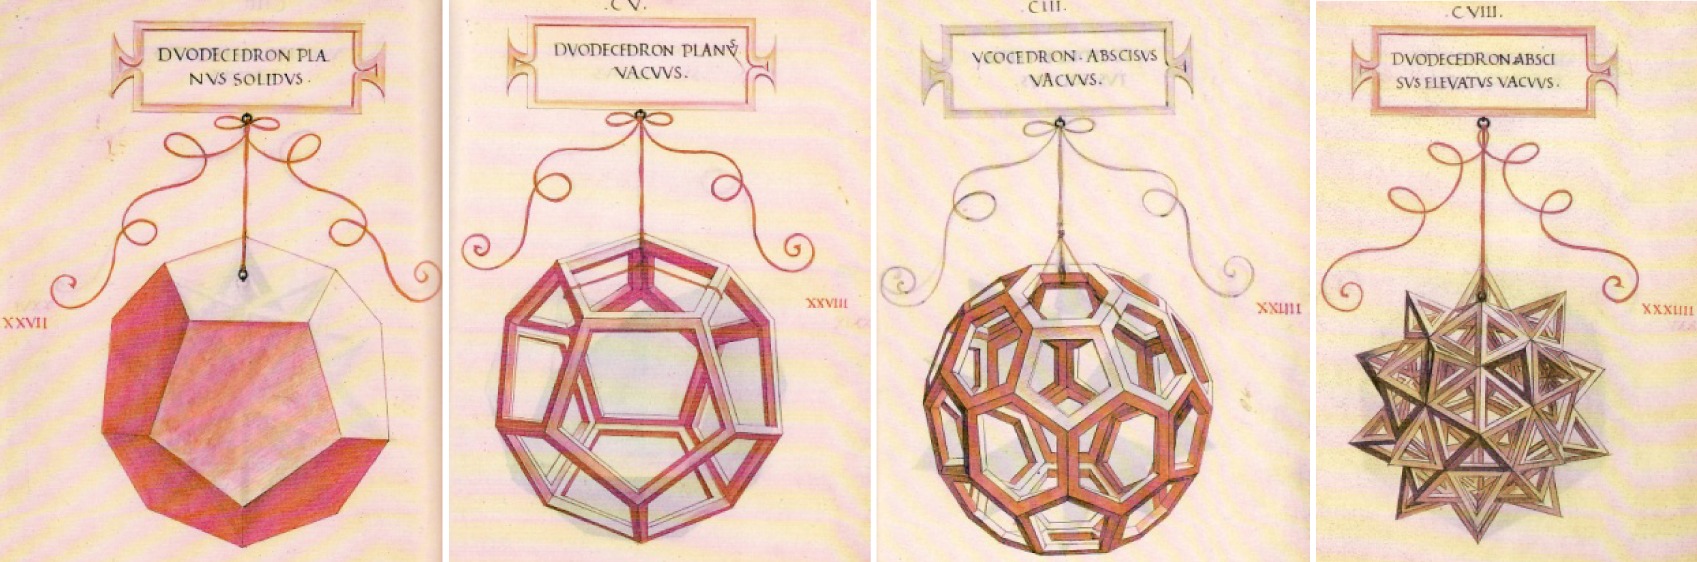 DVODECEDRON PLA
NVS SOLIDVS.
XXVII
.CV.
DVODECEDRON PLANVS
VACVVS.
XXVIII
.CIII.
YCOCEDRON. ABSCISVS
VACVVS.
XXIIII
.CVIII.
DVODECEDRON ABSCI
SVS ELEVATVS VACVVS.
XXXIIII